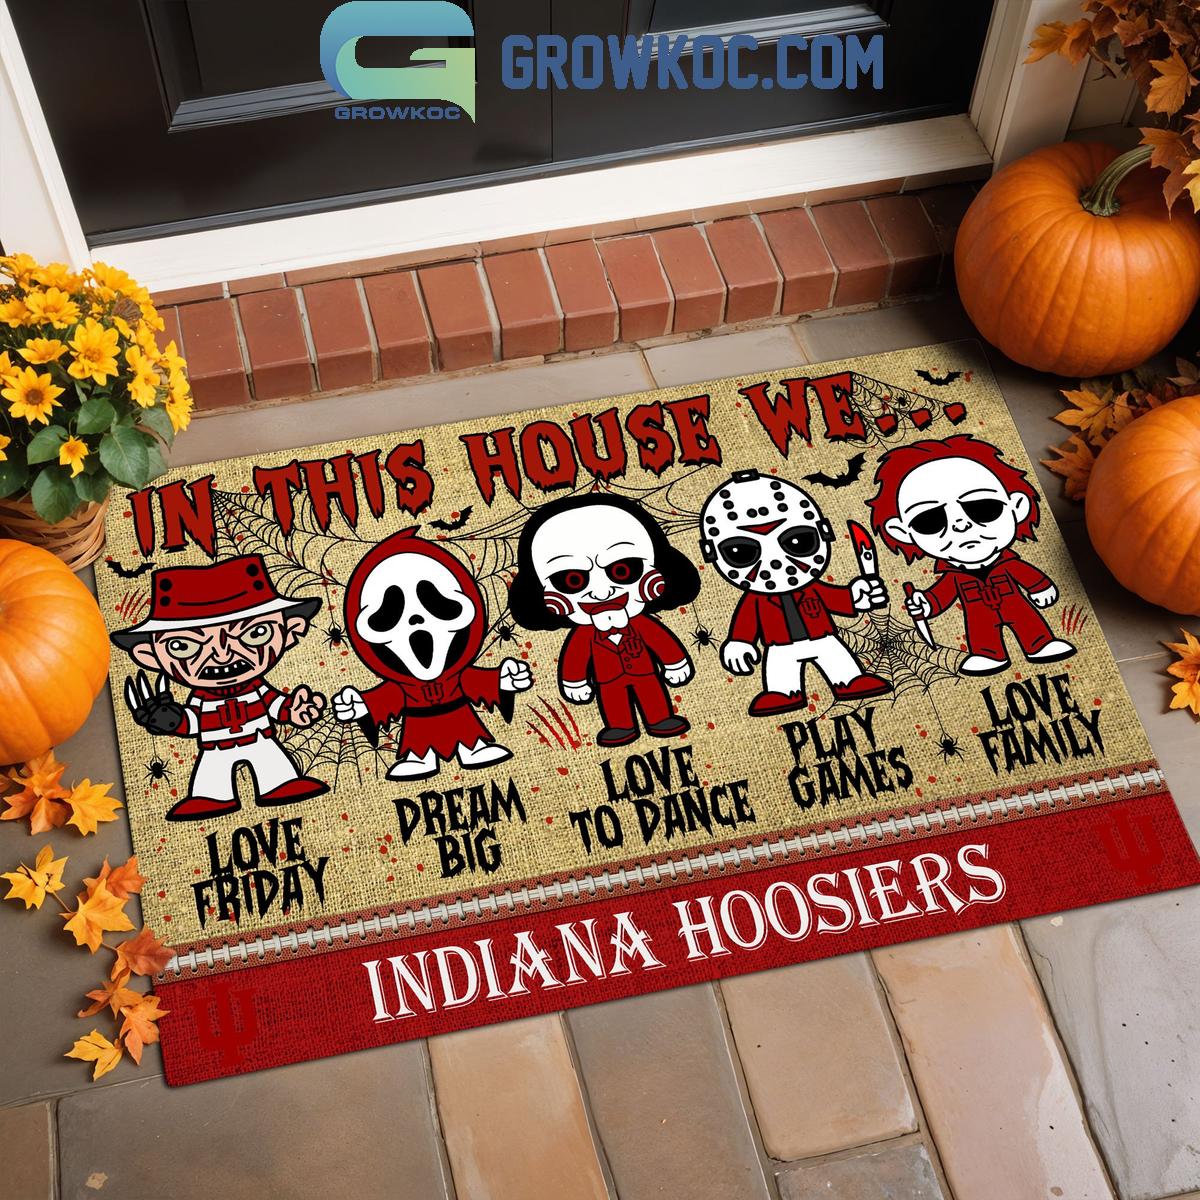 GROWKOC.COM
GROWKOC
IN THIS HOUSE WE...
LOVE
FRIDAY
DREAM
BIG
LOVE
TO DANCE
PLAY
GAMES
LOVE
FAMILY
INDIANA HOOSIERS